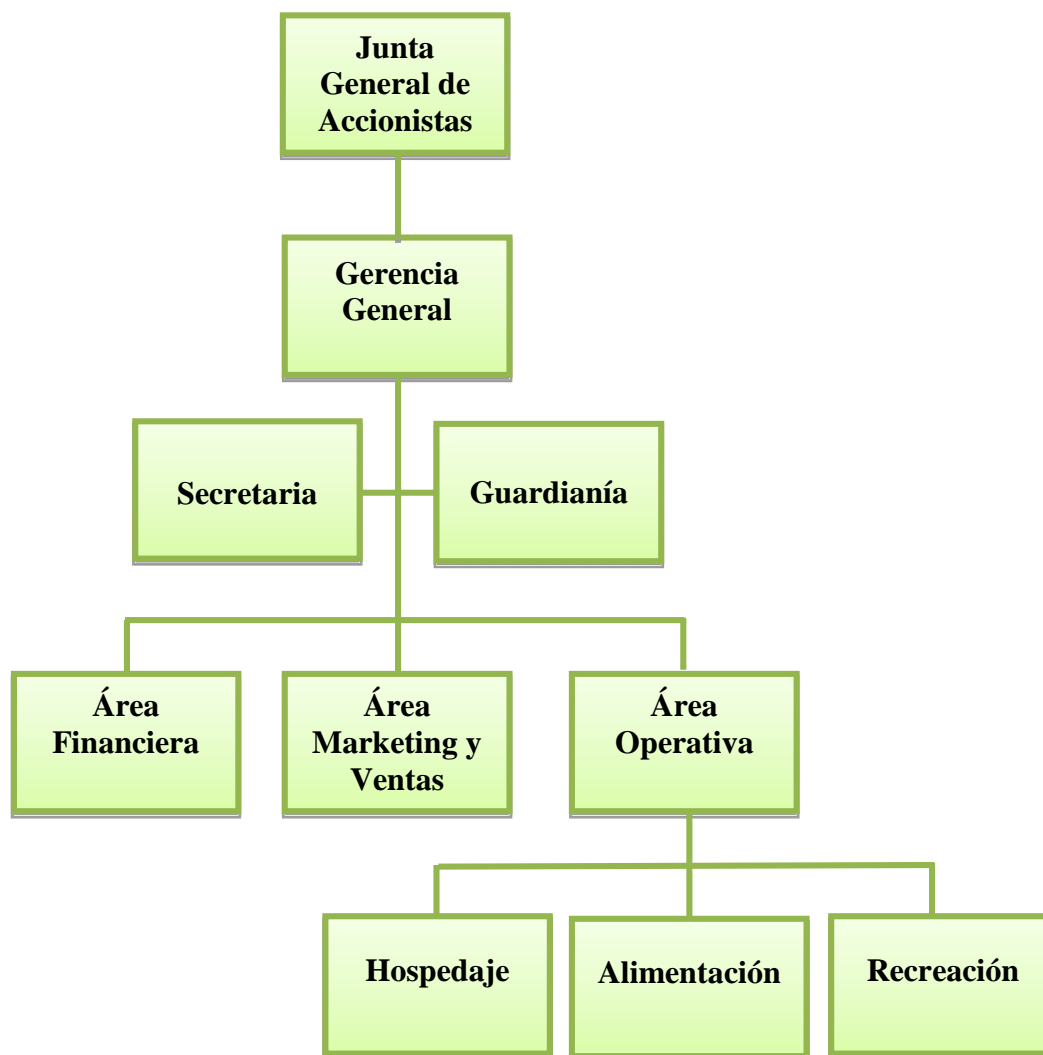 Junta
General de
Accionistas
Gerencia
General
Secretaria
Guardianía
Área
Financiera
Área
Marketing y
Ventas
Área
Operativa
Hospedaje
Alimentación
Recreación